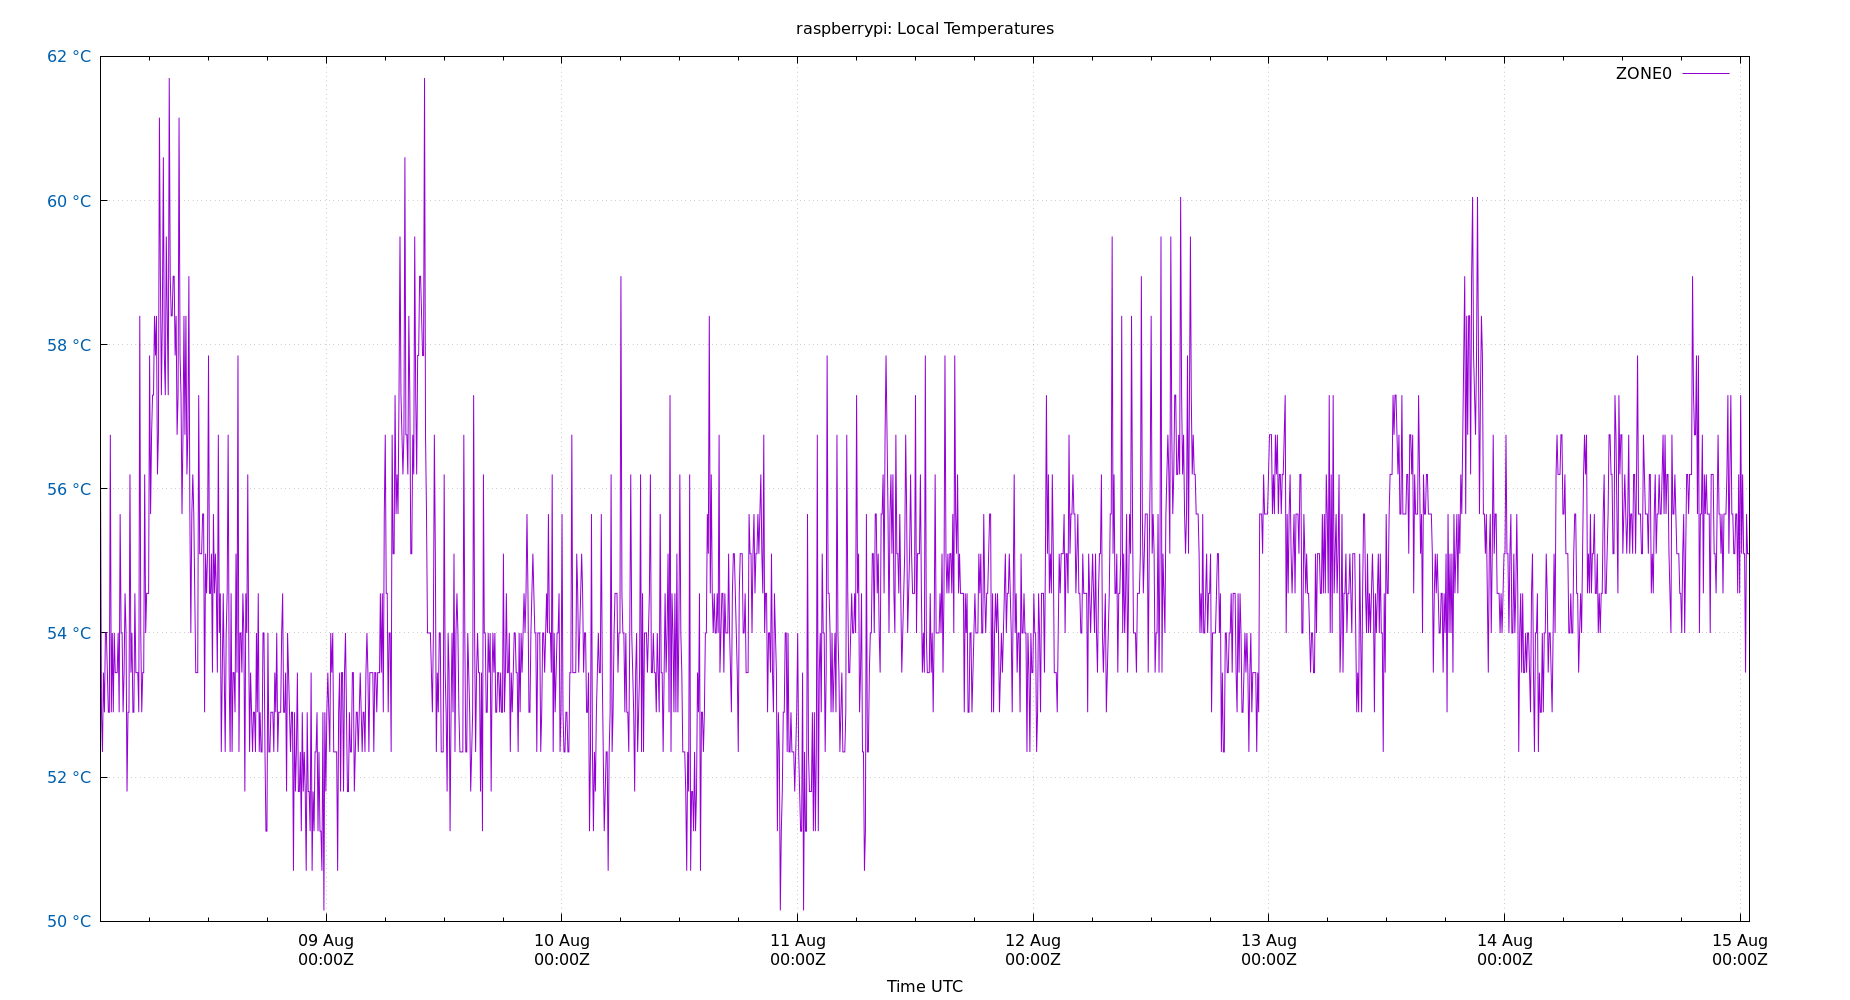 raspberrypi: Local Temperatures
62 °C
ZONE0
60 °C
58 °C
56 °C
54 °C
52 °C
50 °C
09 Aug 10 Aug 11 Aug 12 Aug 13 Aug 14 Aug 15 Aug
00:00Z 00:00Z 00:00Z 00:00Z 00:00Z 00:00Z 00:00Z
Time UTC